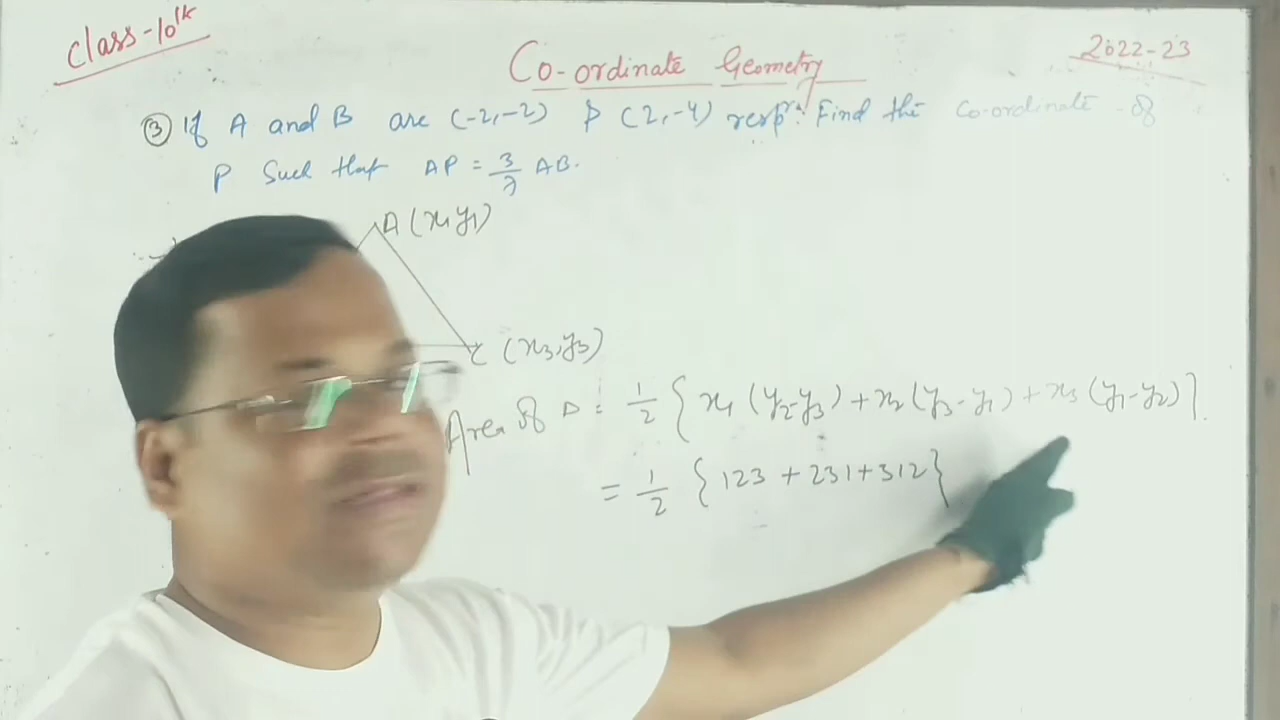 Class-10th
Co-ordinate Geometry
2022-23
③ If A and B are (-2,-2) & (2,-4) resp. Find the Co-ordinate of
P Such that AP = 3/7 AB.
A (x₁ y₁)
C (x₃, y₃)
Area of Δ = 1/2 { x₁ (y₂-y₃) + x₂ (y₃-y₁) + x₃ (y₁-y₂) }.
= 1/2 { 123 + 231 + 312 }